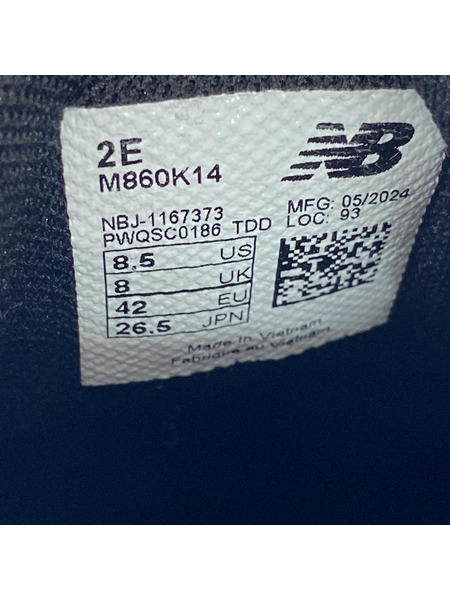 2E
M860K14
NB
NBJ-1167373
PWQSC0186 TDD
MFG: 05/2024
LOC: 93
8.5 US
8 UK
42 EU
26.5 JPN
Made in Vietnam
Fabriqué au Vietnam